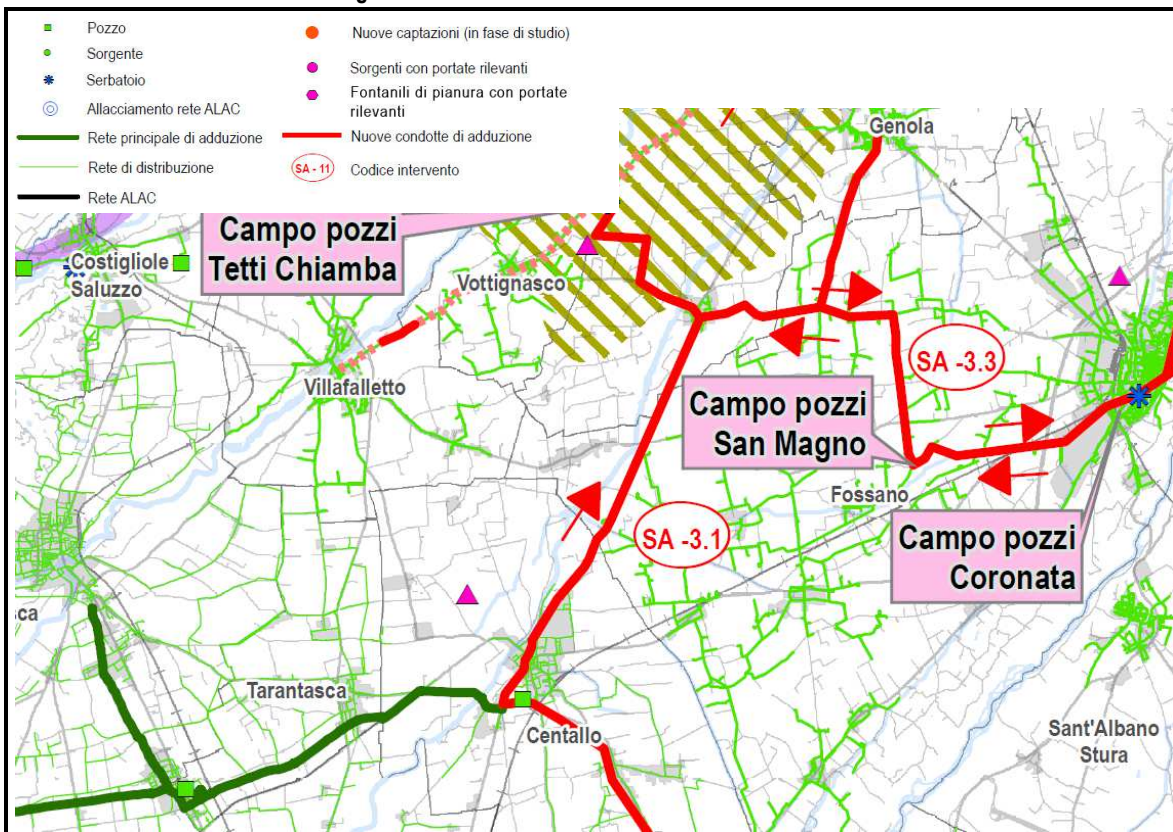 Pozzo
Sorgente
Serbatoio
Allacciamento rete ALAC
Rete principale di adduzione
Rete di distribuzione
Rete ALAC
Nuove captazioni (in fase di studio)
Sorgenti con portate rilevanti
Fontanili di pianura con portate
rilevanti
Nuove condotte di adduzione
SA - 11
Codice intervento
Genola
Campo pozzi
Tetti Chiamba
Costigliole
Saluzzo
Vottignasco
Villafalletto
SA -3.3
Campo pozzi
San Magno
Fossano
SA -3.1
Campo pozzi
Coronata
sca
Tarantasca
Centallo
Sant'Albano
Stura